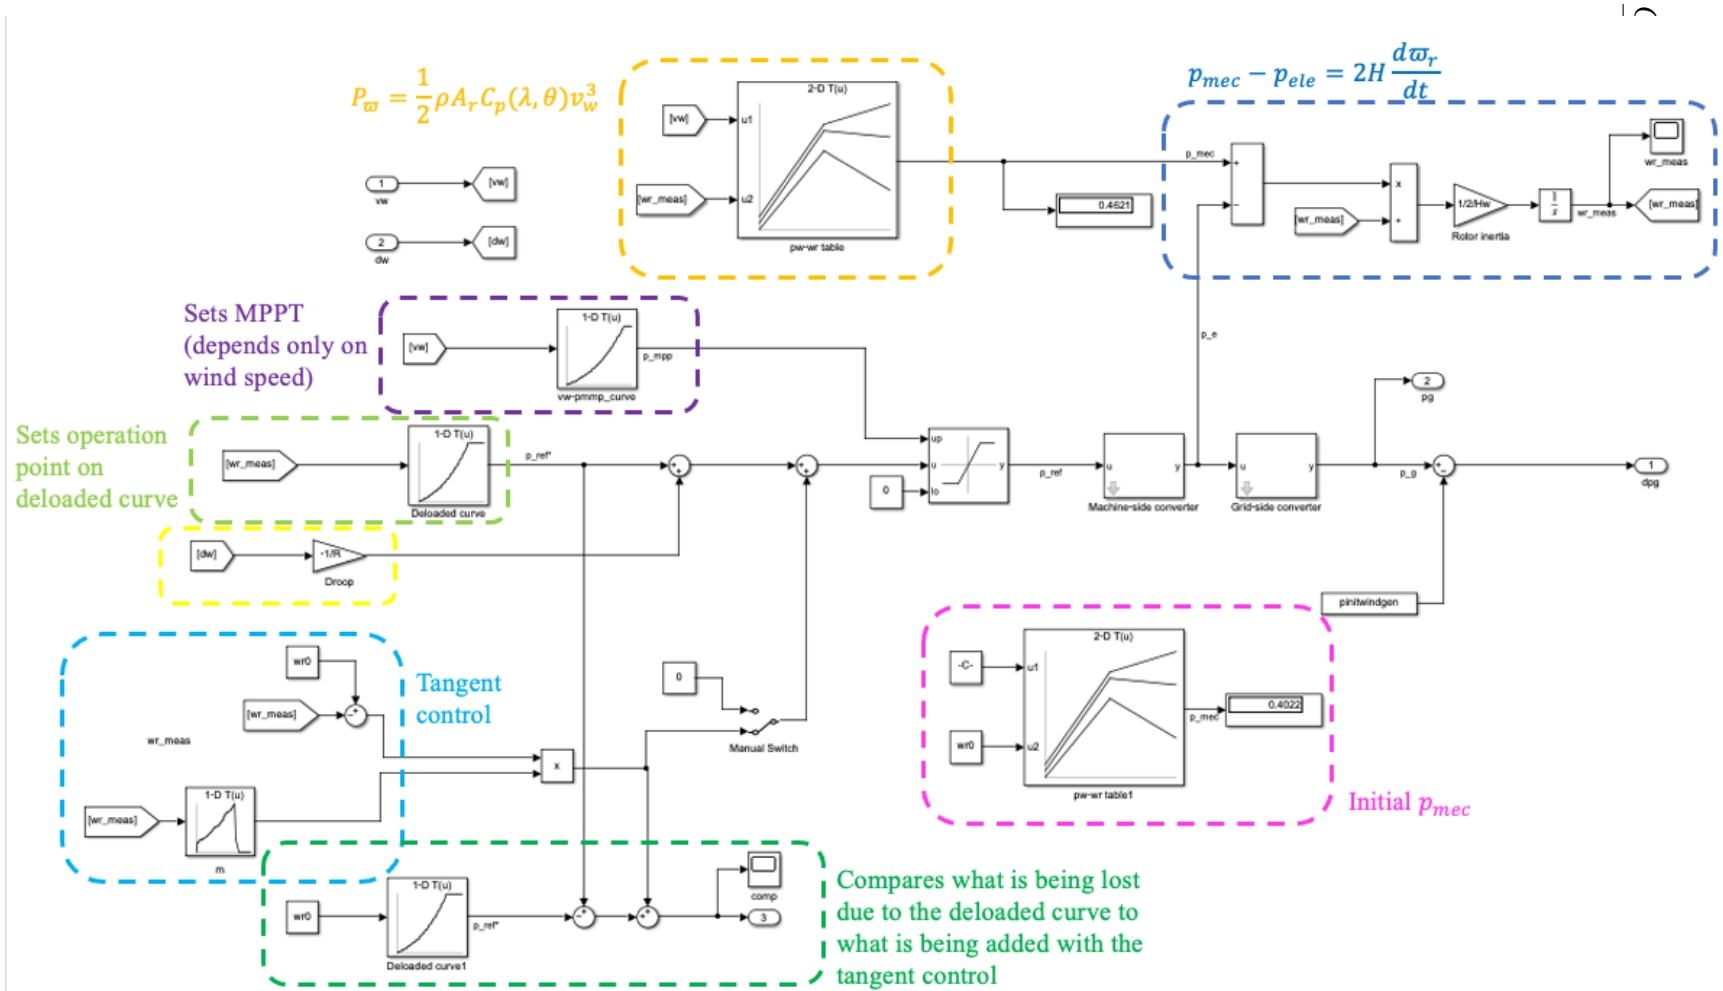 P_ϖ = 1/2 ρA_r C_p(λ, θ)v_w^3
p_mec − p_ele = 2H dϖ_r/dt
2-D T(u)
[vw]
u1
[wr_meas]
u2
pw-wr table
1
vw
[vw]
2
dw
[dw]
0.4621
p_mec
+
−
[wr_meas]
x
÷
1/2/Hw
Rotor inertia
1/s
wr_meas
wr_meas
[wr_meas]
Sets MPPT
(depends only on
wind speed)
[vw]
1-D T(u)
p_mpp
vw-pmmp_curve
p_e
Sets operation
point on
deloaded curve
[wr_meas]
1-D T(u)
Deloaded curve
p_ref*
up
u
lo
y
0
p_ref
u
y
Machine-side converter
u
y
Grid-side converter
2
pg
p_g
1
dpg
[dw]
-1/R
Droop
pinitwindgen
wr0
[wr_meas]
wr_meas
[wr_meas]
1-D T(u)
m
Tangent
control
x
0
Manual Switch
2-D T(u)
-C-
u1
wr0
u2
pw-wr table1
p_mec
0.4022
Initial p_mec
wr0
1-D T(u)
Deloaded curve1
p_ref*
comp
3
Compares what is being lost
due to the deloaded curve to
what is being added with the
tangent control